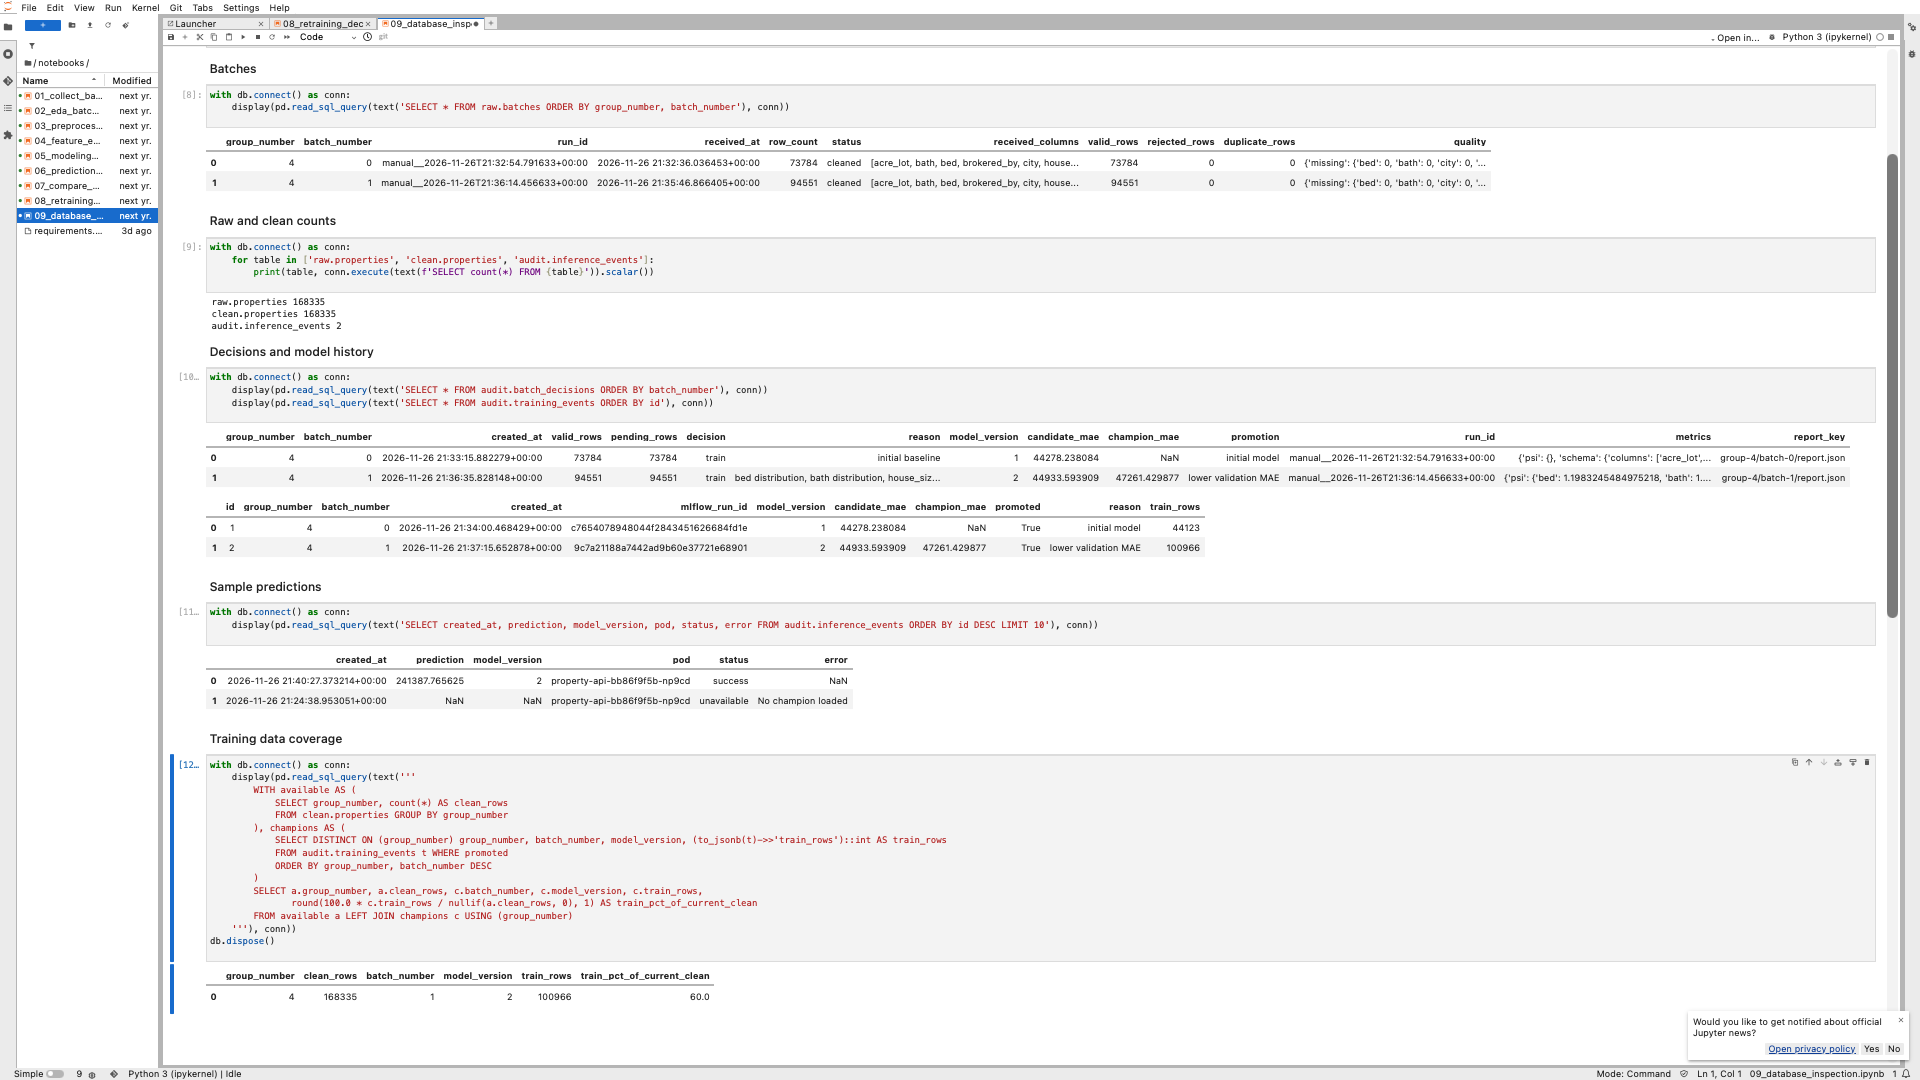 File Edit View Run Kernel Git Tabs Settings Help
Launcher × 08_retraining_dec × 09_database_insp ● +
+ Code git Open in... Python 3 (ipykernel)
/ notebooks /
Name Modified
01_collect_ba... next yr.
02_eda_batc... next yr.
03_preproces... next yr.
04_feature_e... next yr.
05_modeling... next yr.
06_prediction... next yr.
07_compare_... next yr.
08_retraining... next yr.
09_database_... next yr.
requirements.... 3d ago
Batches
[8]: with db.connect() as conn:
display(pd.read_sql_query(text('SELECT * FROM raw.batches ORDER BY group_number, batch_number'), conn))
group_number batch_number run_id received_at row_count status received_columns valid_rows rejected_rows duplicate_rows quality
0 4 0 manual__2026-11-26T21:32:54.791633+00:00 2026-11-26 21:32:36.036453+00:00 73784 cleaned [acre_lot, bath, bed, brokered_by, city, house... 73784 0 0 {'missing': {'bed': 0, 'bath': 0, 'city': 0, '...
1 4 1 manual__2026-11-26T21:36:14.456633+00:00 2026-11-26 21:35:46.866405+00:00 94551 cleaned [acre_lot, bath, bed, brokered_by, city, house... 94551 0 0 {'missing': {'bed': 0, 'bath': 0, 'city': 0, '...
Raw and clean counts
[9]: with db.connect() as conn:
for table in ['raw.properties', 'clean.properties', 'audit.inference_events']:
print(table, conn.execute(text(f'SELECT count(*) FROM {table}')).scalar())
raw.properties 168335
clean.properties 168335
audit.inference_events 2
Decisions and model history
[10... with db.connect() as conn:
display(pd.read_sql_query(text('SELECT * FROM audit.batch_decisions ORDER BY batch_number'), conn))
display(pd.read_sql_query(text('SELECT * FROM audit.training_events ORDER BY id'), conn))
group_number batch_number created_at valid_rows pending_rows decision reason model_version candidate_mae champion_mae promotion run_id metrics report_key
0 4 0 2026-11-26 21:33:15.882279+00:00 73784 73784 train initial baseline 1 44278.238084 NaN initial model manual__2026-11-26T21:32:54.791633+00:00 {'psi': {}, 'schema': {'columns': ['acre_lot',... group-4/batch-0/report.json
1 4 1 2026-11-26 21:36:35.828148+00:00 94551 94551 train bed distribution, bath distribution, house_siz... 2 44933.593909 47261.429877 lower validation MAE manual__2026-11-26T21:36:14.456633+00:00 {'psi': {'bed': 1.1983245484975218, 'bath': 1.... group-4/batch-1/report.json
id group_number batch_number created_at mlflow_run_id model_version candidate_mae champion_mae promoted reason train_rows
0 1 4 0 2026-11-26 21:34:00.468429+00:00 c7654078948044f2843451626684fd1e 1 44278.238084 NaN True initial model 44123
1 2 4 1 2026-11-26 21:37:15.652878+00:00 9c7a21188a7442ad9b60e37721e68901 2 44933.593909 47261.429877 True lower validation MAE 100966
Sample predictions
[11... with db.connect() as conn:
display(pd.read_sql_query(text('SELECT created_at, prediction, model_version, pod, status, error FROM audit.inference_events ORDER BY id DESC LIMIT 10'), conn))
created_at prediction model_version pod status error
0 2026-11-26 21:40:27.373214+00:00 241387.765625 2 property-api-bb86f9f5b-np9cd success NaN
1 2026-11-26 21:24:38.953051+00:00 NaN NaN property-api-bb86f9f5b-np9cd unavailable No champion loaded
Training data coverage
[12... with db.connect() as conn:
display(pd.read_sql_query(text('''
WITH available AS (
SELECT group_number, count(*) AS clean_rows
FROM clean.properties GROUP BY group_number
), champions AS (
SELECT DISTINCT ON (group_number) group_number, batch_number, model_version, (to_jsonb(t)->>'train_rows')::int AS train_rows
FROM audit.training_events t WHERE promoted
ORDER BY group_number, batch_number DESC
)
SELECT a.group_number, a.clean_rows, c.batch_number, c.model_version, c.train_rows,
round(100.0 * c.train_rows / nullif(a.clean_rows, 0), 1) AS train_pct_of_current_clean
FROM available a LEFT JOIN champions c USING (group_number)
'''), conn))
db.dispose()
group_number clean_rows batch_number model_version train_rows train_pct_of_current_clean
0 4 168335 1 2 100966 60.0
Would you like to get notified about official
Jupyter news?
Open privacy policy Yes No
Simple 9 Python 3 (ipykernel) | Idle Mode: Command Ln 1, Col 1 09_database_inspection.ipynb 1